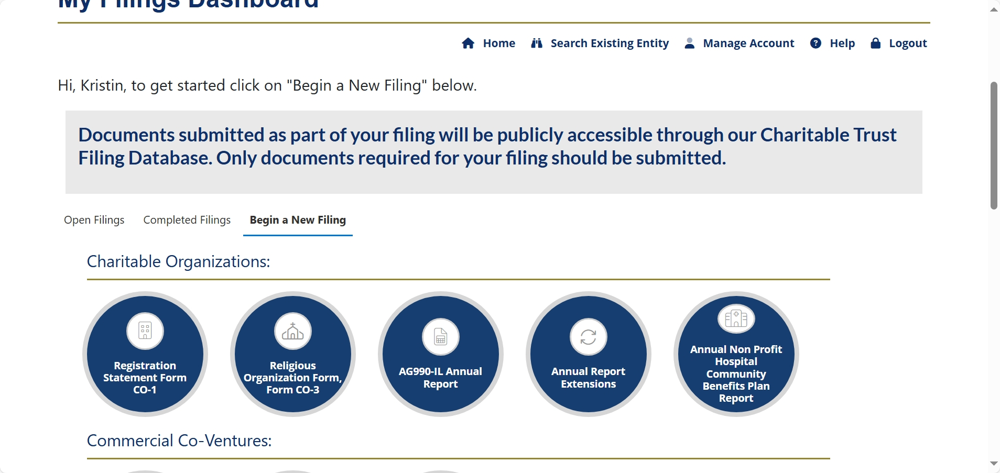 My Filings Dashboard
Home Search Existing Entity Manage Account Help Logout
Hi, Kristin, to get started click on "Begin a New Filing" below.
Documents submitted as part of your filing will be publicly accessible through our Charitable Trust
Filing Database. Only documents required for your filing should be submitted.
Open Filings Completed Filings Begin a New Filing
Charitable Organizations:
Registration
Statement Form
CO-1
Religious
Organization Form,
Form CO-3
AG990-IL Annual
Report
Annual Report
Extensions
Annual Non Profit
Hospital
Community
Benefits Plan
Report
Commercial Co-Ventures: